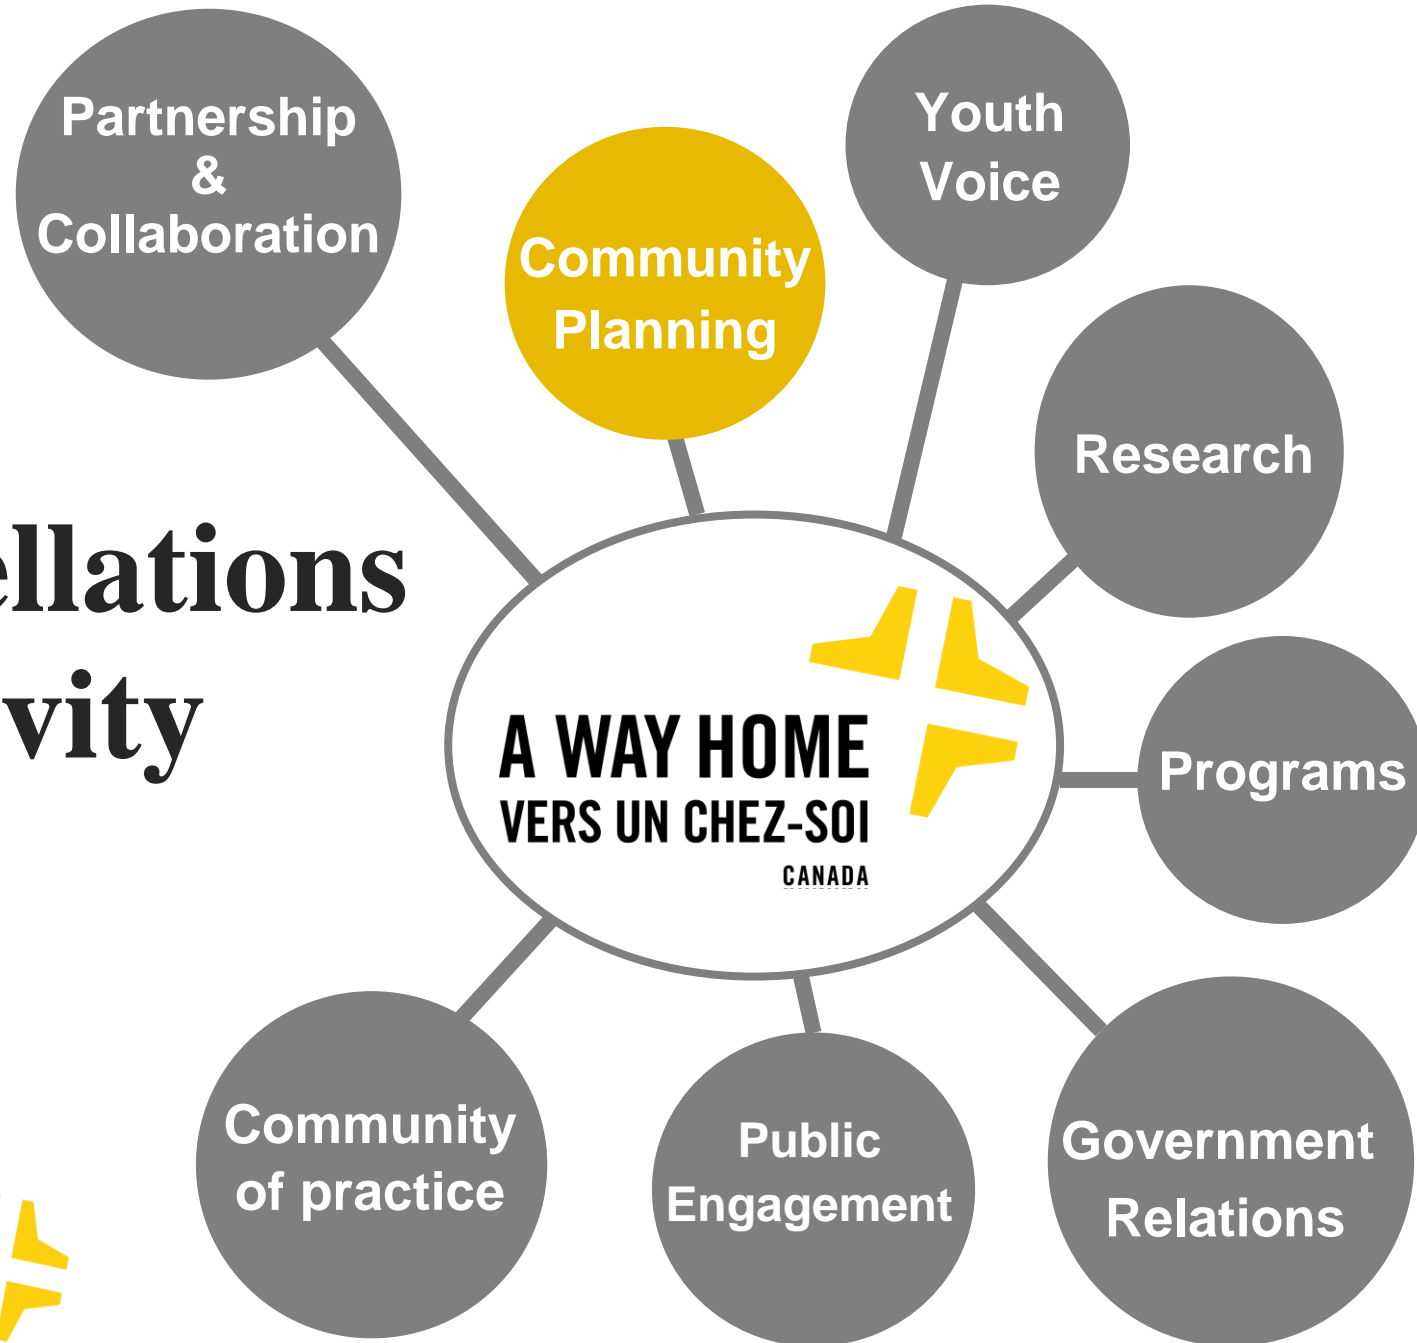 Partnership
&
Collaboration
Community
Planning
Youth
Voice
Research
ellations
vity
A WAY HOME
VERS UN CHEZ-SOI
CANADA
Programs
Community
of practice
Public
Engagement
Government
Relations